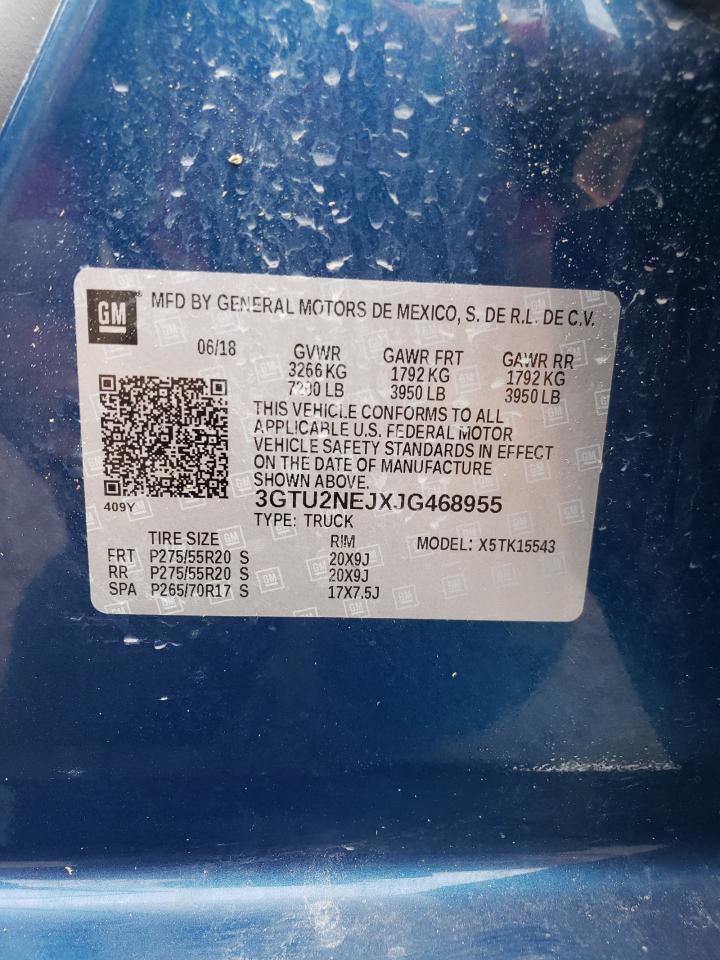 GM MFD BY GENERAL MOTORS DE MEXICO, S. DE R.L. DE C.V.
06/18 GVWR GAWR FRT GAWR RR
3266 KG 1792 KG 1792 KG
7200 LB 3950 LB 3950 LB
THIS VEHICLE CONFORMS TO ALL
APPLICABLE U.S. FEDERAL MOTOR
VEHICLE SAFETY STANDARDS IN EFFECT
ON THE DATE OF MANUFACTURE
SHOWN ABOVE.
409Y 3GTU2NEJXJG468955
TYPE: TRUCK
TIRE SIZE RIM MODEL: X5TK15543
FRT P275/55R20 S 20X9J
RR P275/55R20 S 20X9J
SPA P265/70R17 S 17X7.5J